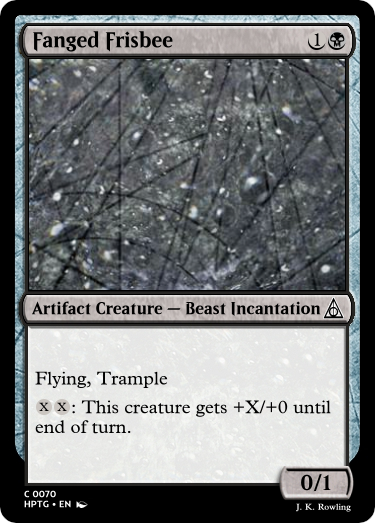 Fanged Frisbee 1
Artifact Creature — Beast Incantation
Flying, Trample
X X: This creature gets +X/+0 until
end of turn.
0/1
C 0070
HPTG • EN
J. K. Rowling